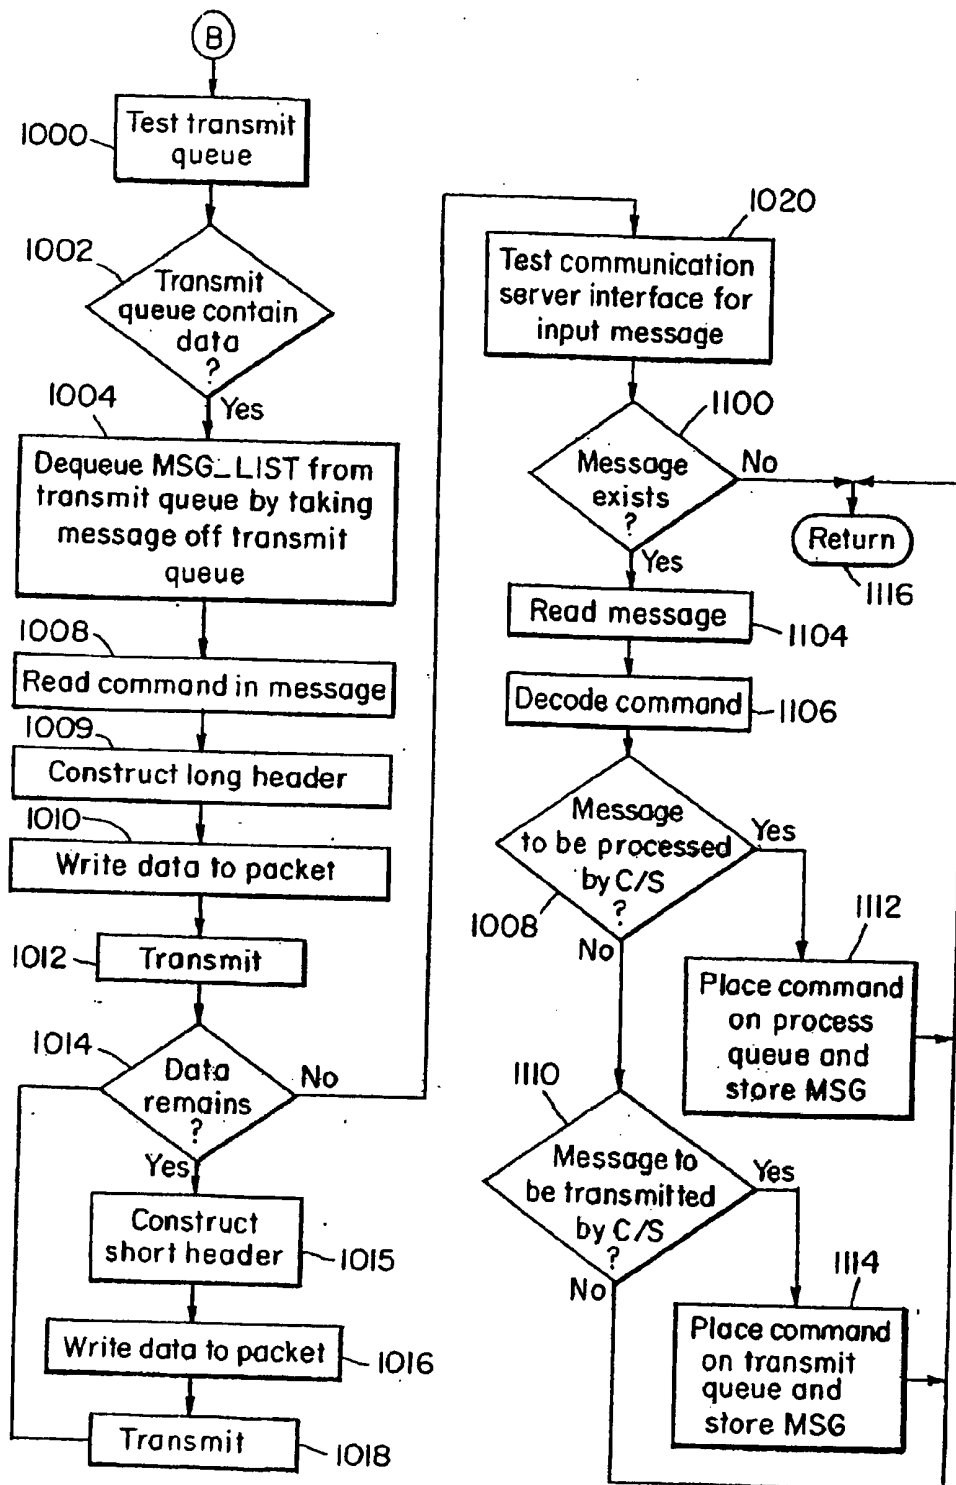 B
1000
Test transmit
queue
1002
Transmit
queue contain
data
?
Yes
1004
Dequeue MSG_LIST from
transmit queue by taking
message off transmit
queue
1008
Read command in message
1009
Construct long header
1010
Write data to packet
1012
Transmit
1014
Data
remains
?
No
Yes
Construct
short header
1015
Write data to packet
1016
Transmit
1018
1020
Test communication
server interface for
input message
1100
Message
exists
?
No
Yes
Return
1116
Read message
1104
Decode command
1106
Message
to be processed
by C/S
?
Yes
1008
No
1112
Place command
on process
queue and
store MSG
1110
Message to
be transmitted
by C/S
?
Yes
No
1114
Place command
on transmit
queue and
store MSG